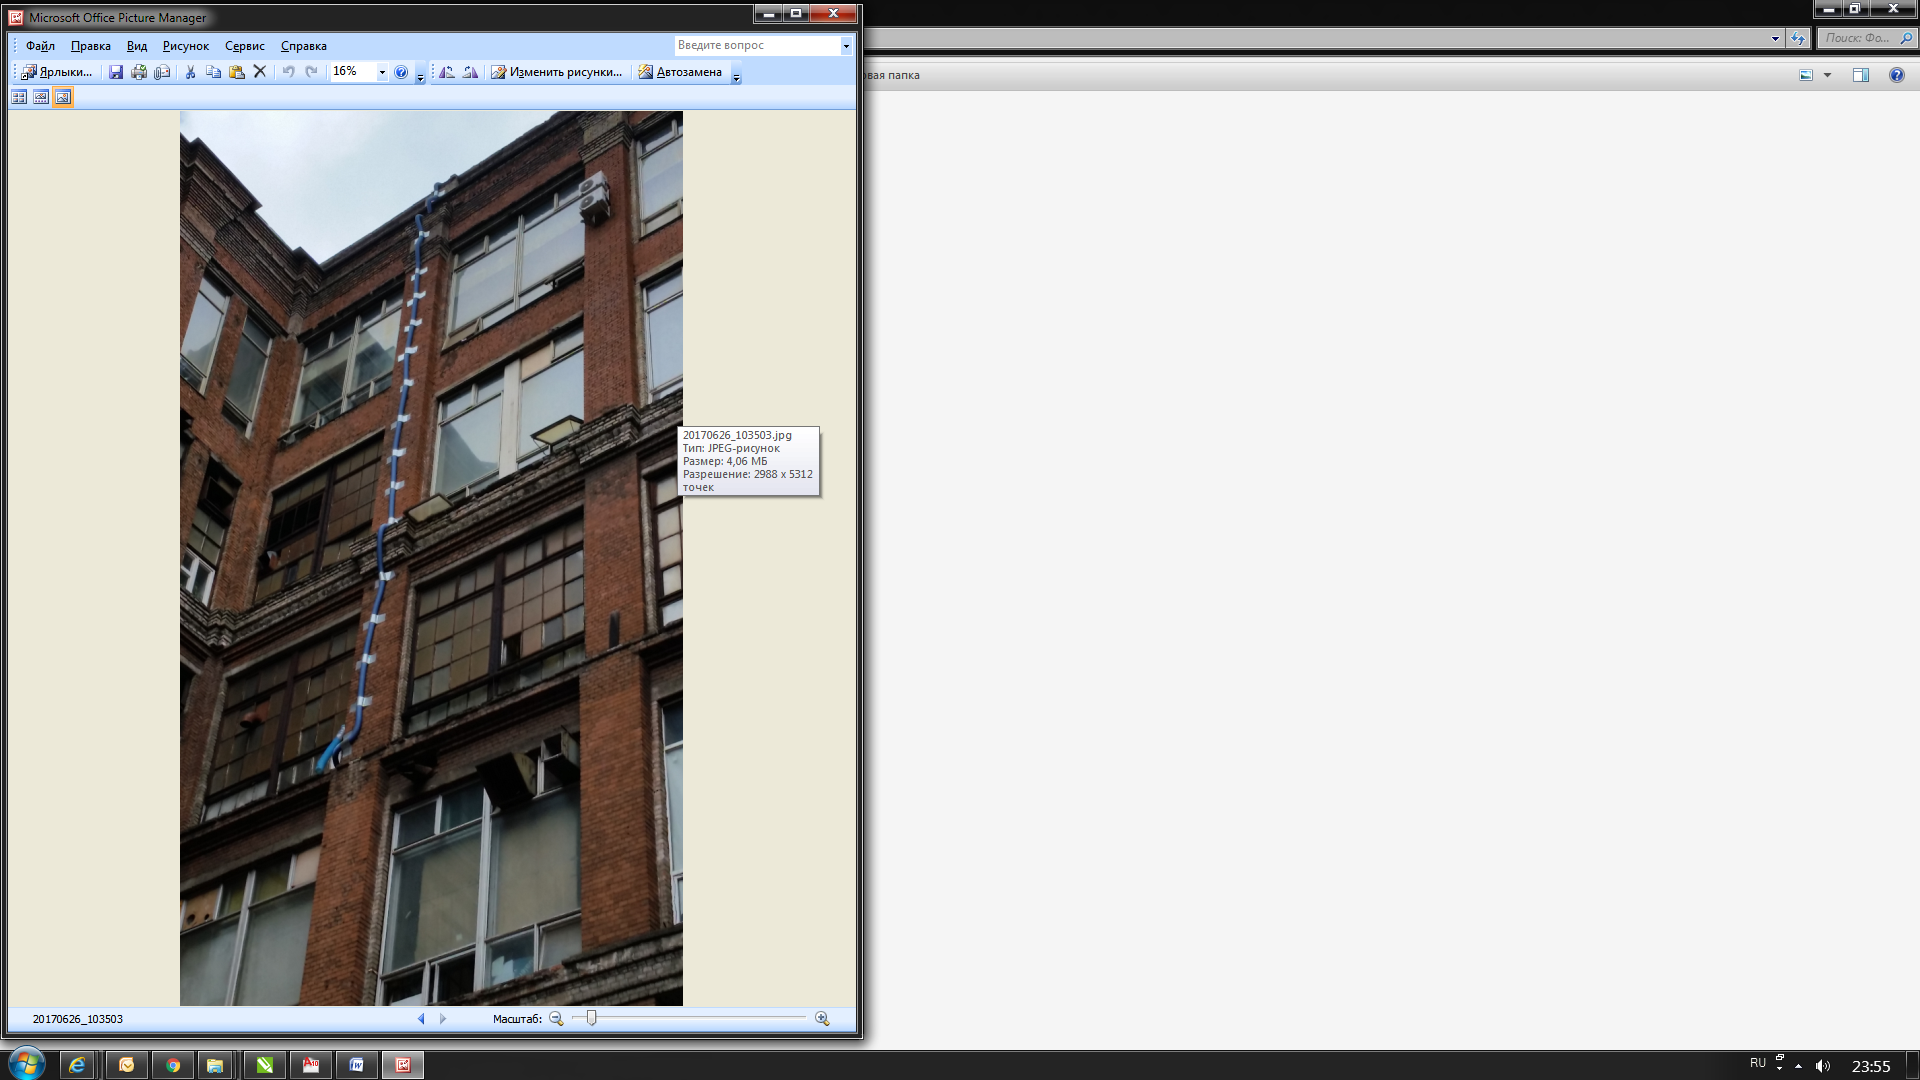 Microsoft Office Picture Manager
Файл Правка Вид Рисунок Сервис Справка
Введите вопрос
Поиск: Фо...
Ярлыки... 16% Изменить рисунки... Автозамена
вая папка
20170626_103503.jpg
Тип: JPEG-рисунок
Размер: 4,06 МБ
Разрешение: 2988 x 5312
точек
20170626_103503
Масштаб:
RU
23:55